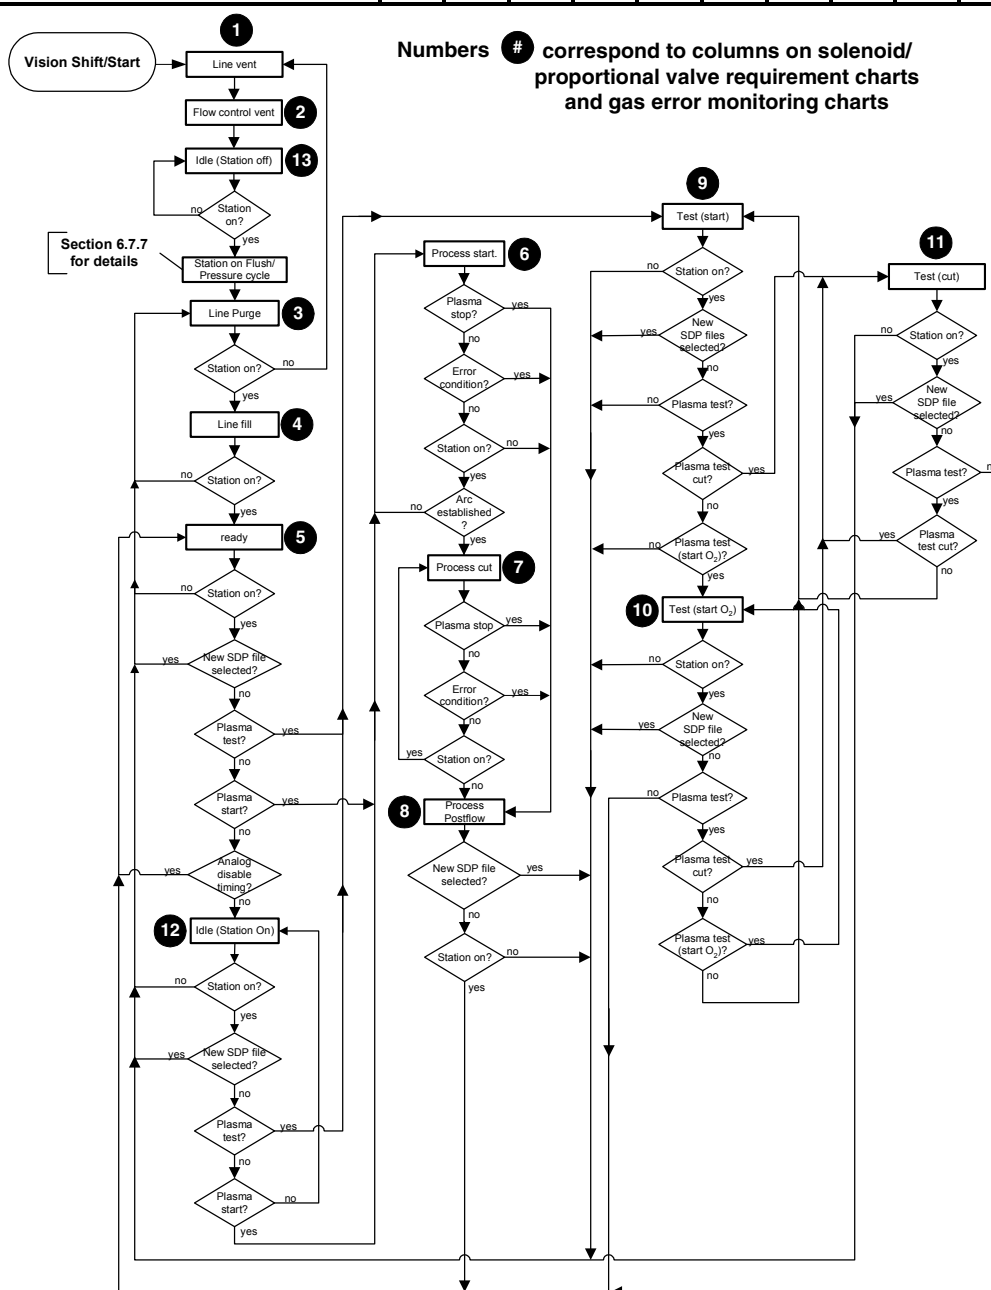 1
Numbers # correspond to columns on solenoid/
proportional valve requirement charts
and gas error monitoring charts
Vision Shift/Start
Line vent
Flow control vent
2
Idle (Station off)
13
Station
on?
no
yes
Section 6.7.7
for details
Station on Flush/
Pressure cycle
Line Purge
3
Station on?
no
yes
Line fill
4
no
Station on?
yes
ready
5
no
Station on?
yes
yes
New SDP file
selected?
no
Plasma
test?
yes
no
Plasma
start?
yes
no
yes
Analog
disable
timing?
no
12
Idle (Station On)
no
Station on?
yes
yes
New SDP file
selected?
no
Plasma
test?
yes
no
Plasma
start?
no
yes
Process start.
6
Plasma
stop?
yes
no
Error
condition?
yes
no
Station on?
no
yes
no
Arc
established
?
yes
Process cut
7
Plasma stop
yes
no
Error
condition?
yes
no
yes
Station on?
no
8
Process
Postflow
New SDP file
selected?
yes
no
Station on?
no
yes
9
Test (start)
no
Station on?
yes
yes
New
SDP files
selected?
no
no
Plasma test?
yes
Plasma test
cut?
yes
no
no
Plasma test
(start O2)?
yes
10
Test (start O2)
no
Station on?
yes
yes
New
SDP file
selected?
no
no
Plasma test?
yes
Plasma test
cut?
yes
no
Plasma test
(start O2)?
yes
no
11
Test (cut)
no
Station on?
yes
yes
New
SDP file
selected?
no
Plasma test?
yes
yes
Plasma
test cut?
no